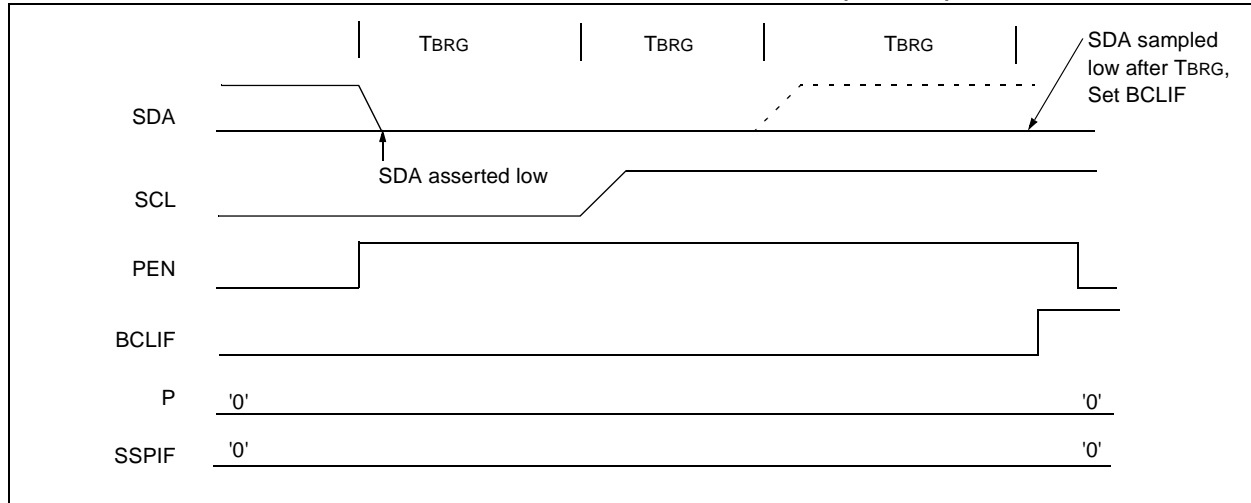 TBRG TBRG TBRG
SDA sampled
low after TBRG,
Set BCLIF
SDA
SDA asserted low
SCL
PEN
BCLIF
P '0' '0'
SSPIF '0' '0'